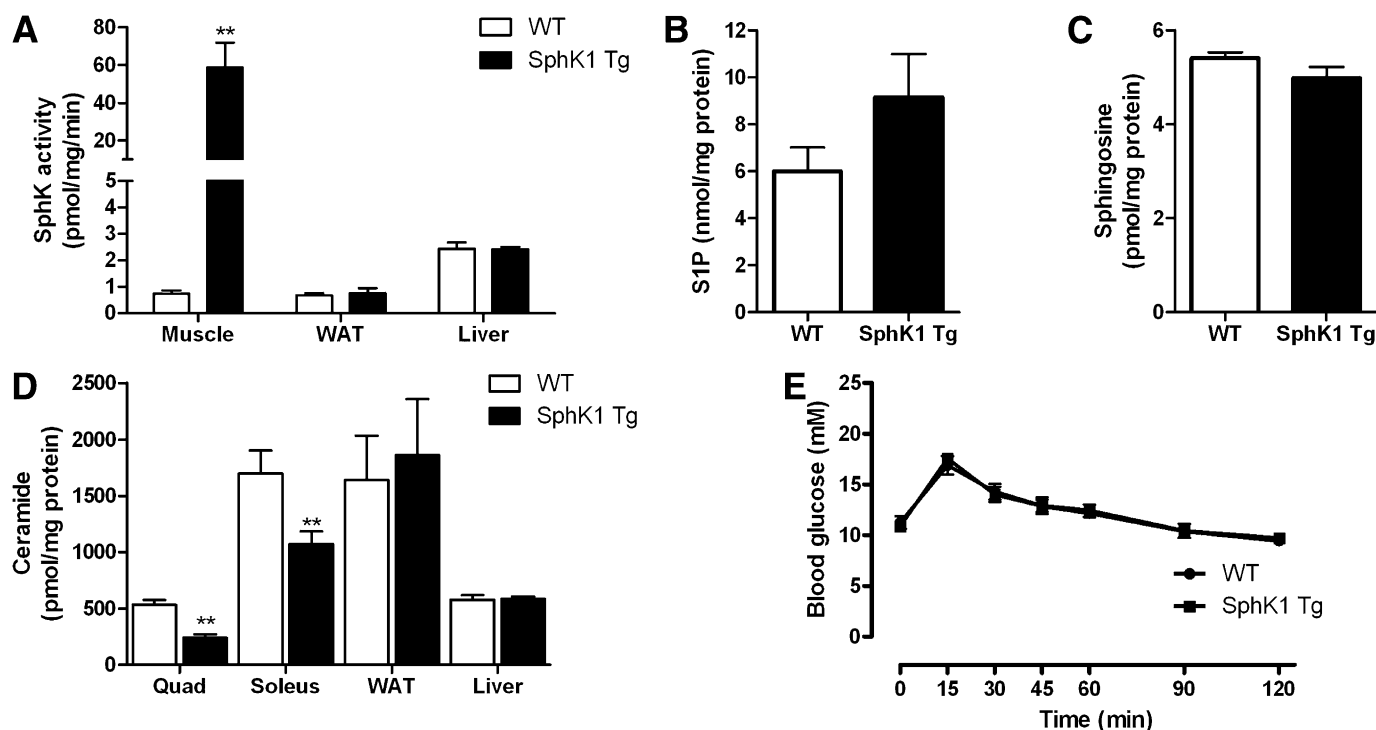 A
SphK activity
(pmol/mg/min)
80
60
40
20
5
4
3
2
1
0
**
WT
SphK1 Tg
Muscle WAT Liver
B
S1P (nmol/mg protein)
12
10
8
6
4
2
0
WT SphK1 Tg
C
Sphingosine
(pmol/mg protein)
6
4
2
0
WT SphK1 Tg
D
Ceramide
(pmol/mg protein)
2500
2000
1500
1000
500
0
**
**
WT
SphK1 Tg
Quad Soleus WAT Liver
E
Blood glucose (mM)
25
20
15
10
5
0
WT
SphK1 Tg
0 15 30 45 60 90 120
Time (min)